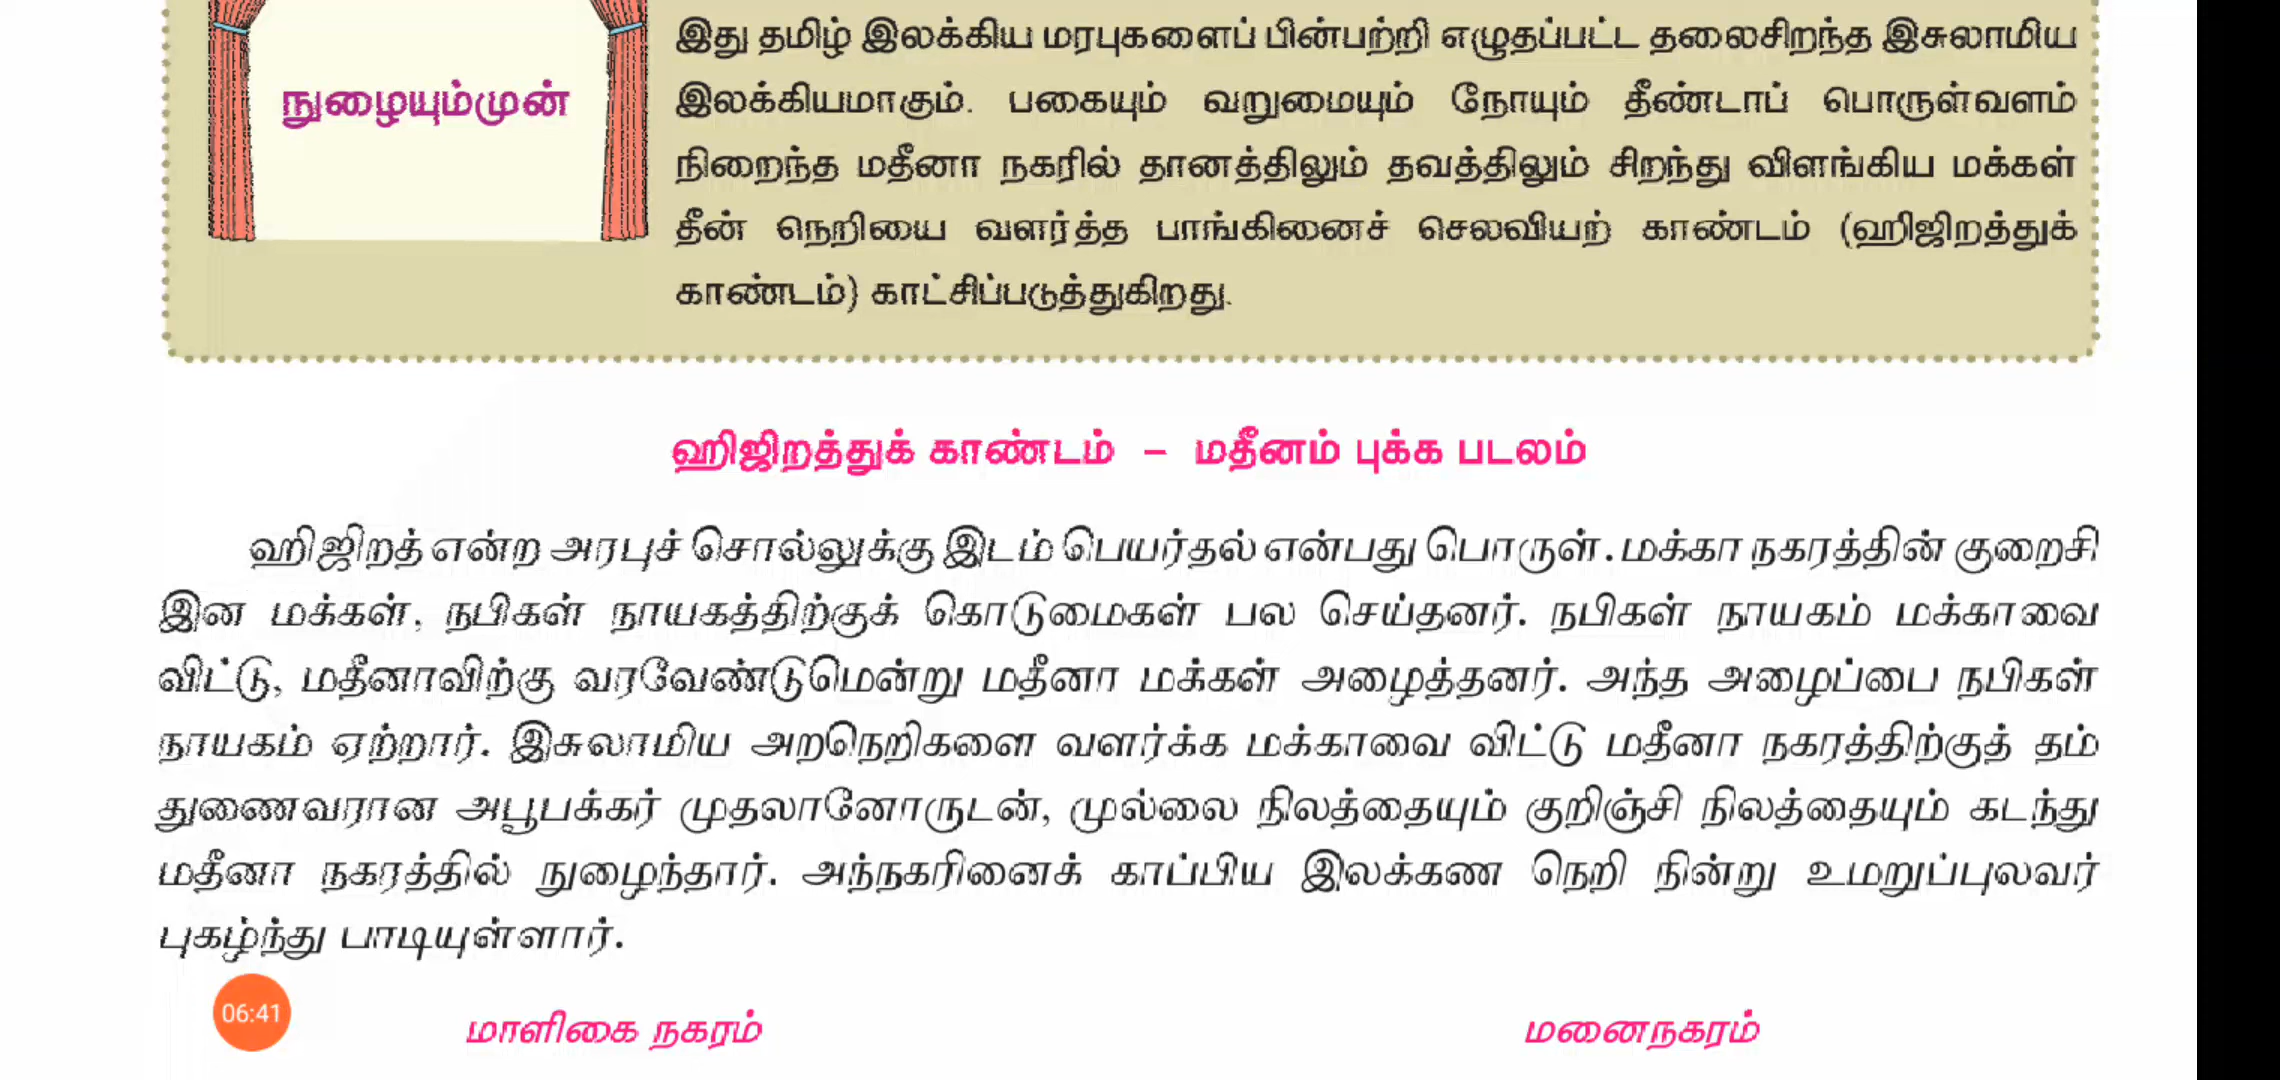 நுழையும்முன்
இது தமிழ் இலக்கிய மரபுகளைப் பின்பற்றி எழுதப்பட்ட தலைசிறந்த இசுலாமிய
இலக்கியமாகும். பகையும் வறுமையும் நோயும் தீண்டாப் பொருள்வளம்
நிறைந்த மதீனா நகரில் தானத்திலும் தவத்திலும் சிறந்து விளங்கிய மக்கள்
தீன் நெறியை வளர்த்த பாங்கினைச் செலவியற் காண்டம் (ஹிஜிறத்துக்
காண்டம்) காட்சிப்படுத்துகிறது.
ஹிஜிறத்துக் காண்டம் – மதீனம் புக்க படலம்
ஹிஜிறத் என்ற அரபுச் சொல்லுக்கு இடம் பெயர்தல் என்பது பொருள். மக்கா நகரத்தின் குறைசி
இன மக்கள், நபிகள் நாயகத்திற்குக் கொடுமைகள் பல செய்தனர். நபிகள் நாயகம் மக்காவை
விட்டு, மதீனாவிற்கு வரவேண்டுமென்று மதீனா மக்கள் அழைத்தனர். அந்த அழைப்பை நபிகள்
நாயகம் ஏற்றார். இசுலாமிய அறநெறிகளை வளர்க்க மக்காவை விட்டு மதீனா நகரத்திற்குத் தம்
துணைவரான அபூபக்கர் முதலானோருடன், முல்லை நிலத்தையும் குறிஞ்சி நிலத்தையும் கடந்து
மதீனா நகரத்தில் நுழைந்தார். அந்நகரினைக் காப்பிய இலக்கண நெறி நின்று உமறுப்புலவர்
புகழ்ந்து பாடியுள்ளார்.
06:41
மாளிகை நகரம் மனைநகரம்